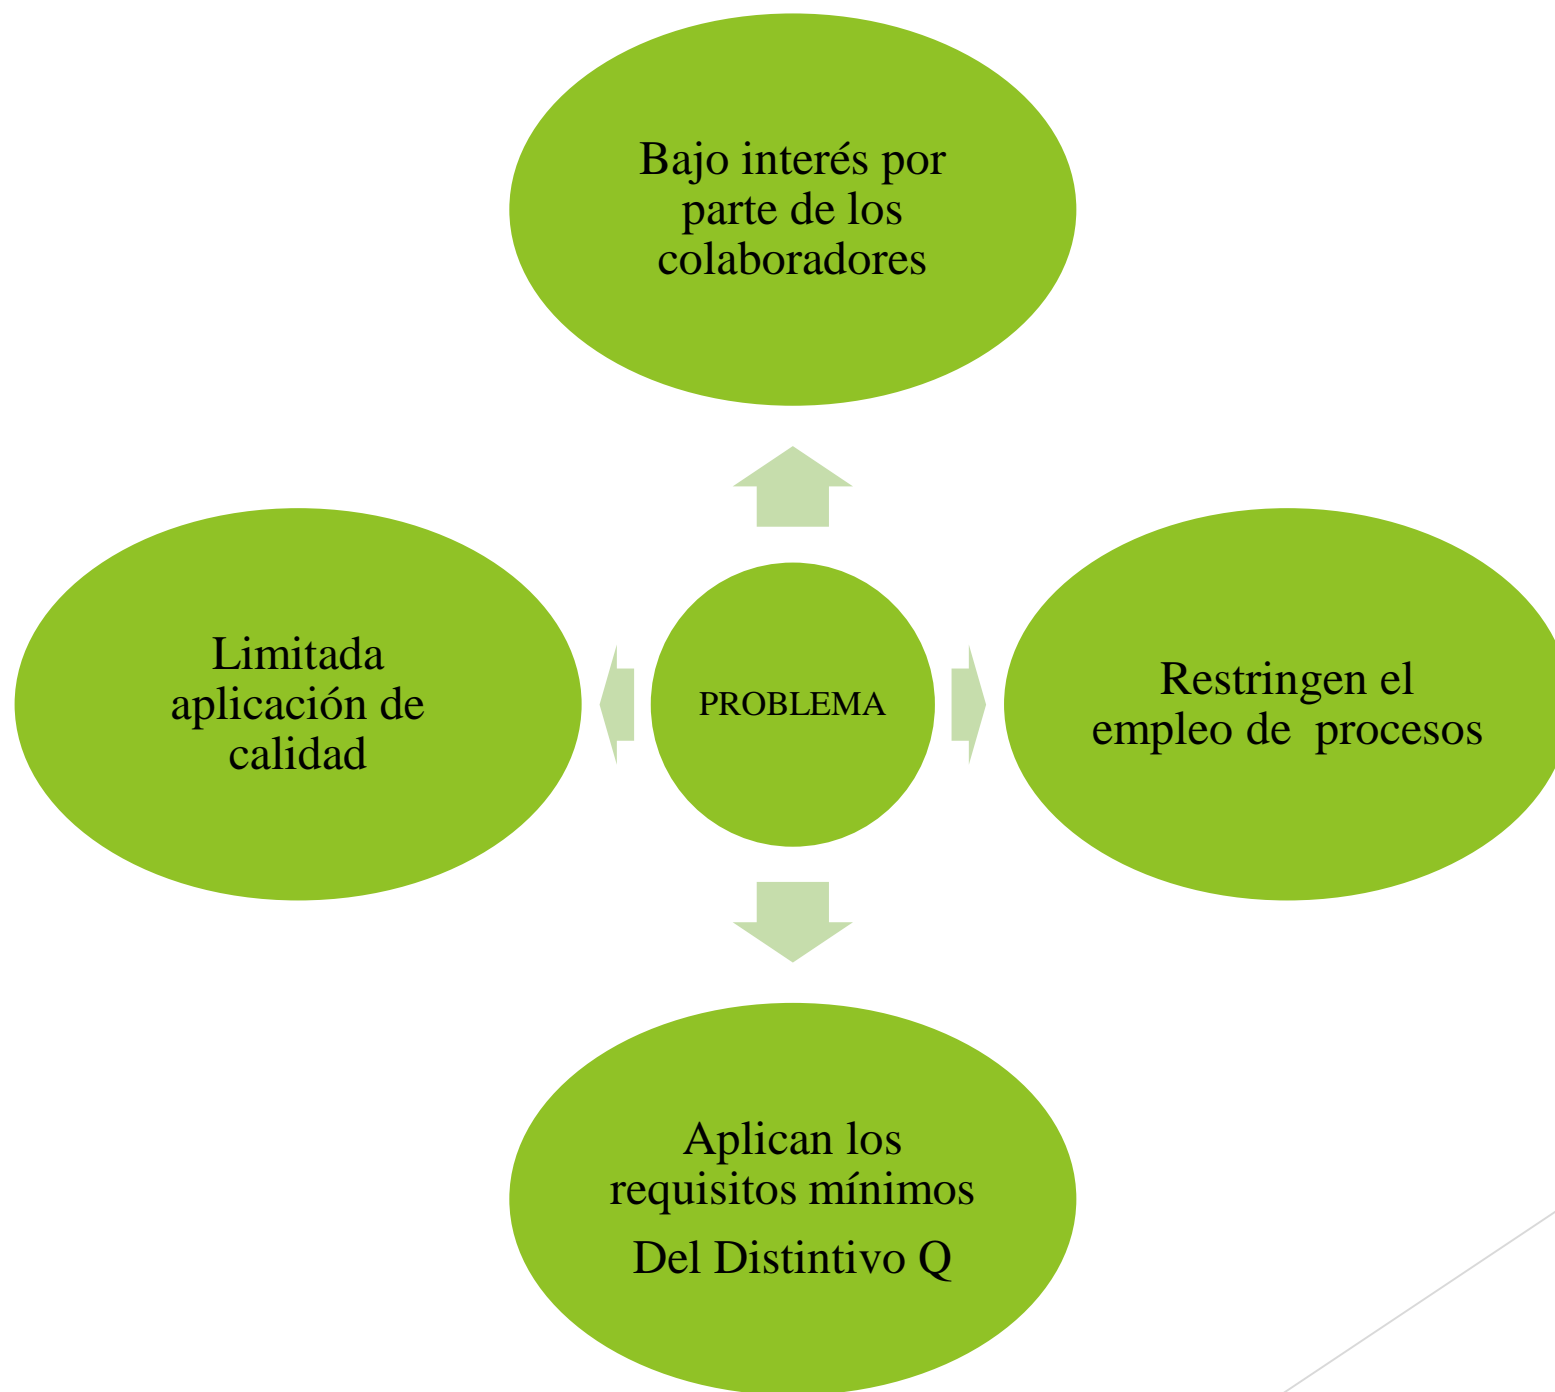 Bajo interés por
parte de los
colaboradores
Limitada
aplicación de
calidad
PROBLEMA
Restringen el
empleo de  procesos
Aplican los
requisitos mínimos
Del Distintivo Q